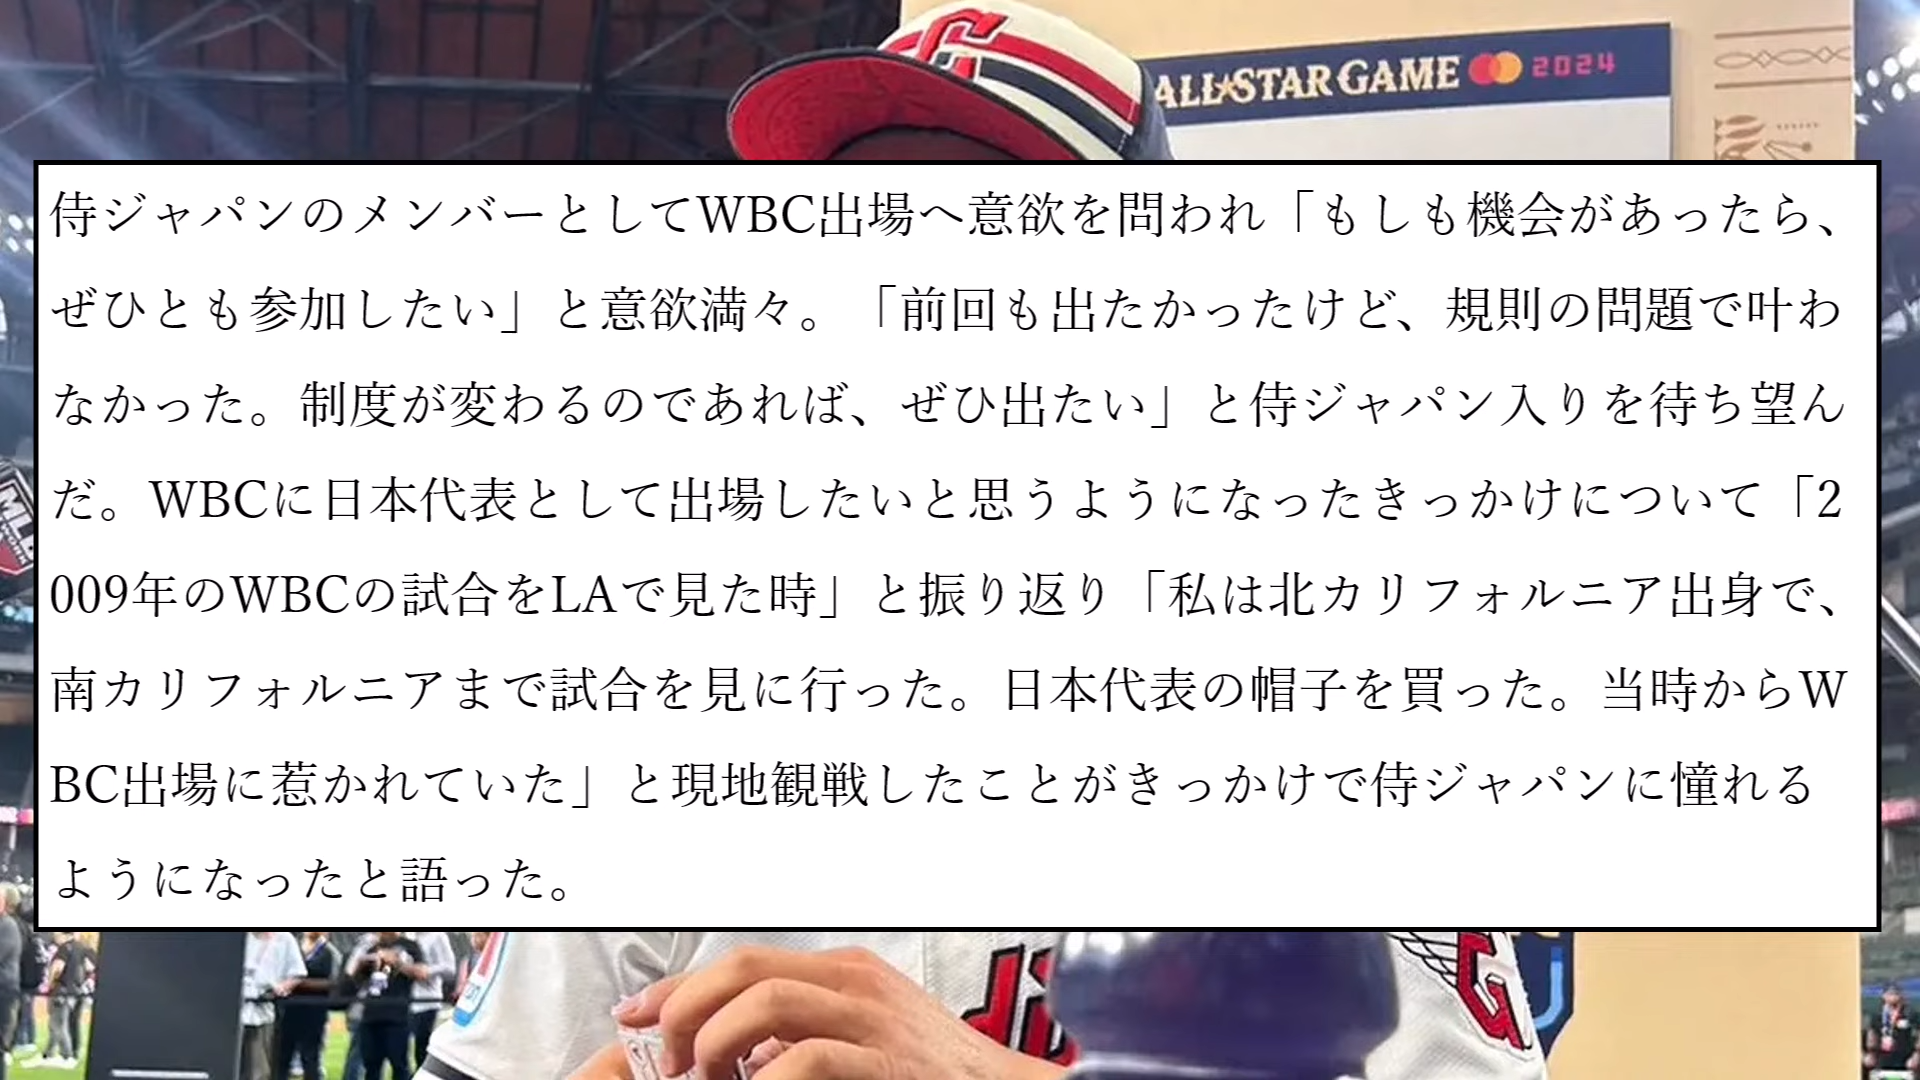 ALL★STAR GAME 2024
侍ジャパンのメンバーとしてWBC出場へ意欲を問われ「もしも機会があったら、
ぜひとも参加したい」と意欲満々。「前回も出たかったけど、規則の問題で叶わ
なかった。制度が変わるのであれば、ぜひ出たい」と侍ジャパン入りを待ち望ん
だ。WBCに日本代表として出場したいと思うようになったきっかけについて「2
009年のWBCの試合をLAで見た時」と振り返り「私は北カリフォルニア出身で、
南カリフォルニアまで試合を見に行った。日本代表の帽子を買った。当時からW
BC出場に惹かれていた」と現地観戦したことがきっかけで侍ジャパンに憧れる
ようになったと語った。